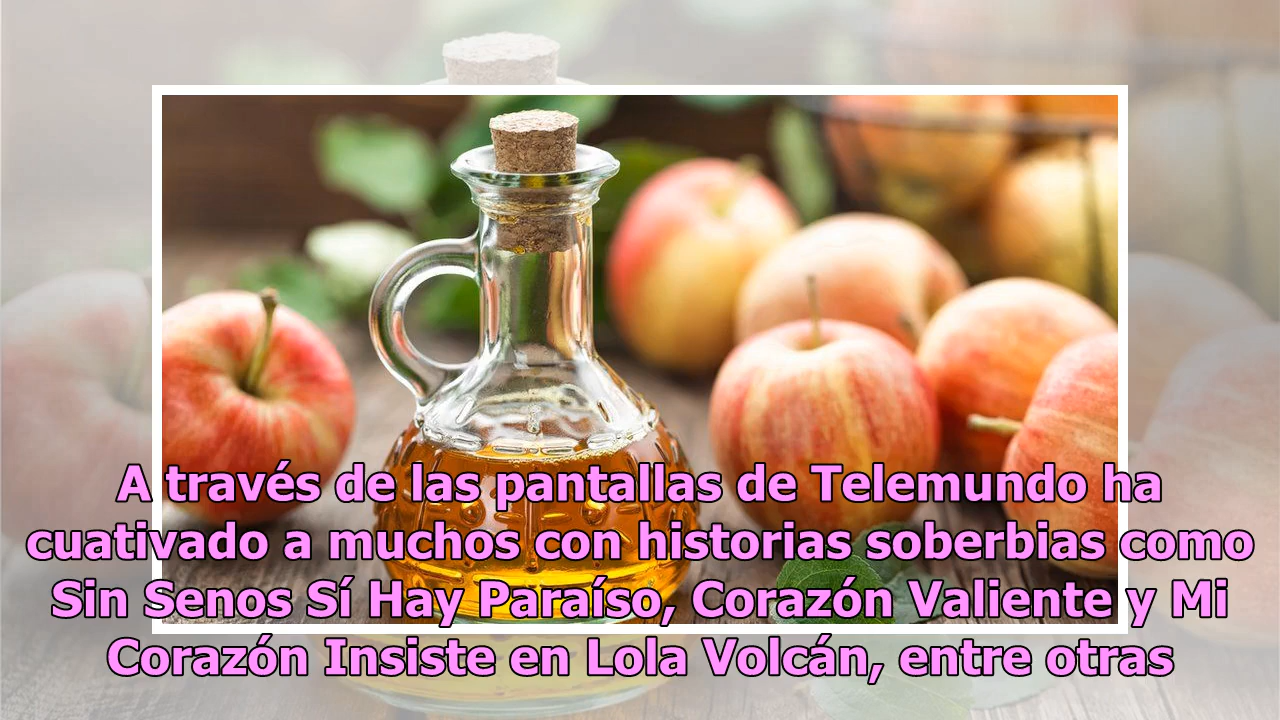 A través de las pantallas de Telemundo ha
cuativado a muchos con historias soberbias como
Sin Senos Sí Hay Paraíso, Corazón Valiente y Mi
Corazón Insiste en Lola Volcán, entre otras